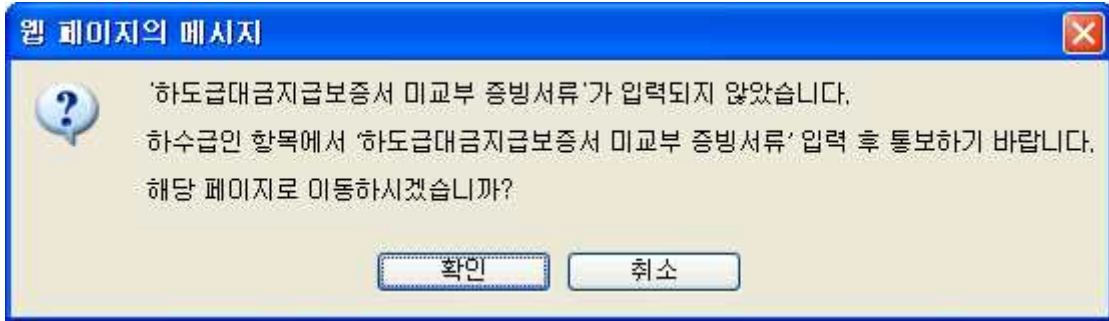 웹 페이지의 메시지
'하도급대금지급보증서 미교부 증빙서류'가 입력되지 않았습니다.
하수급인 항목에서 '하도급대금지급보증서 미교부 증빙서류' 입력 후 통보하기 바랍니다.
해당 페이지로 이동하시겠습니까?
확인
취소